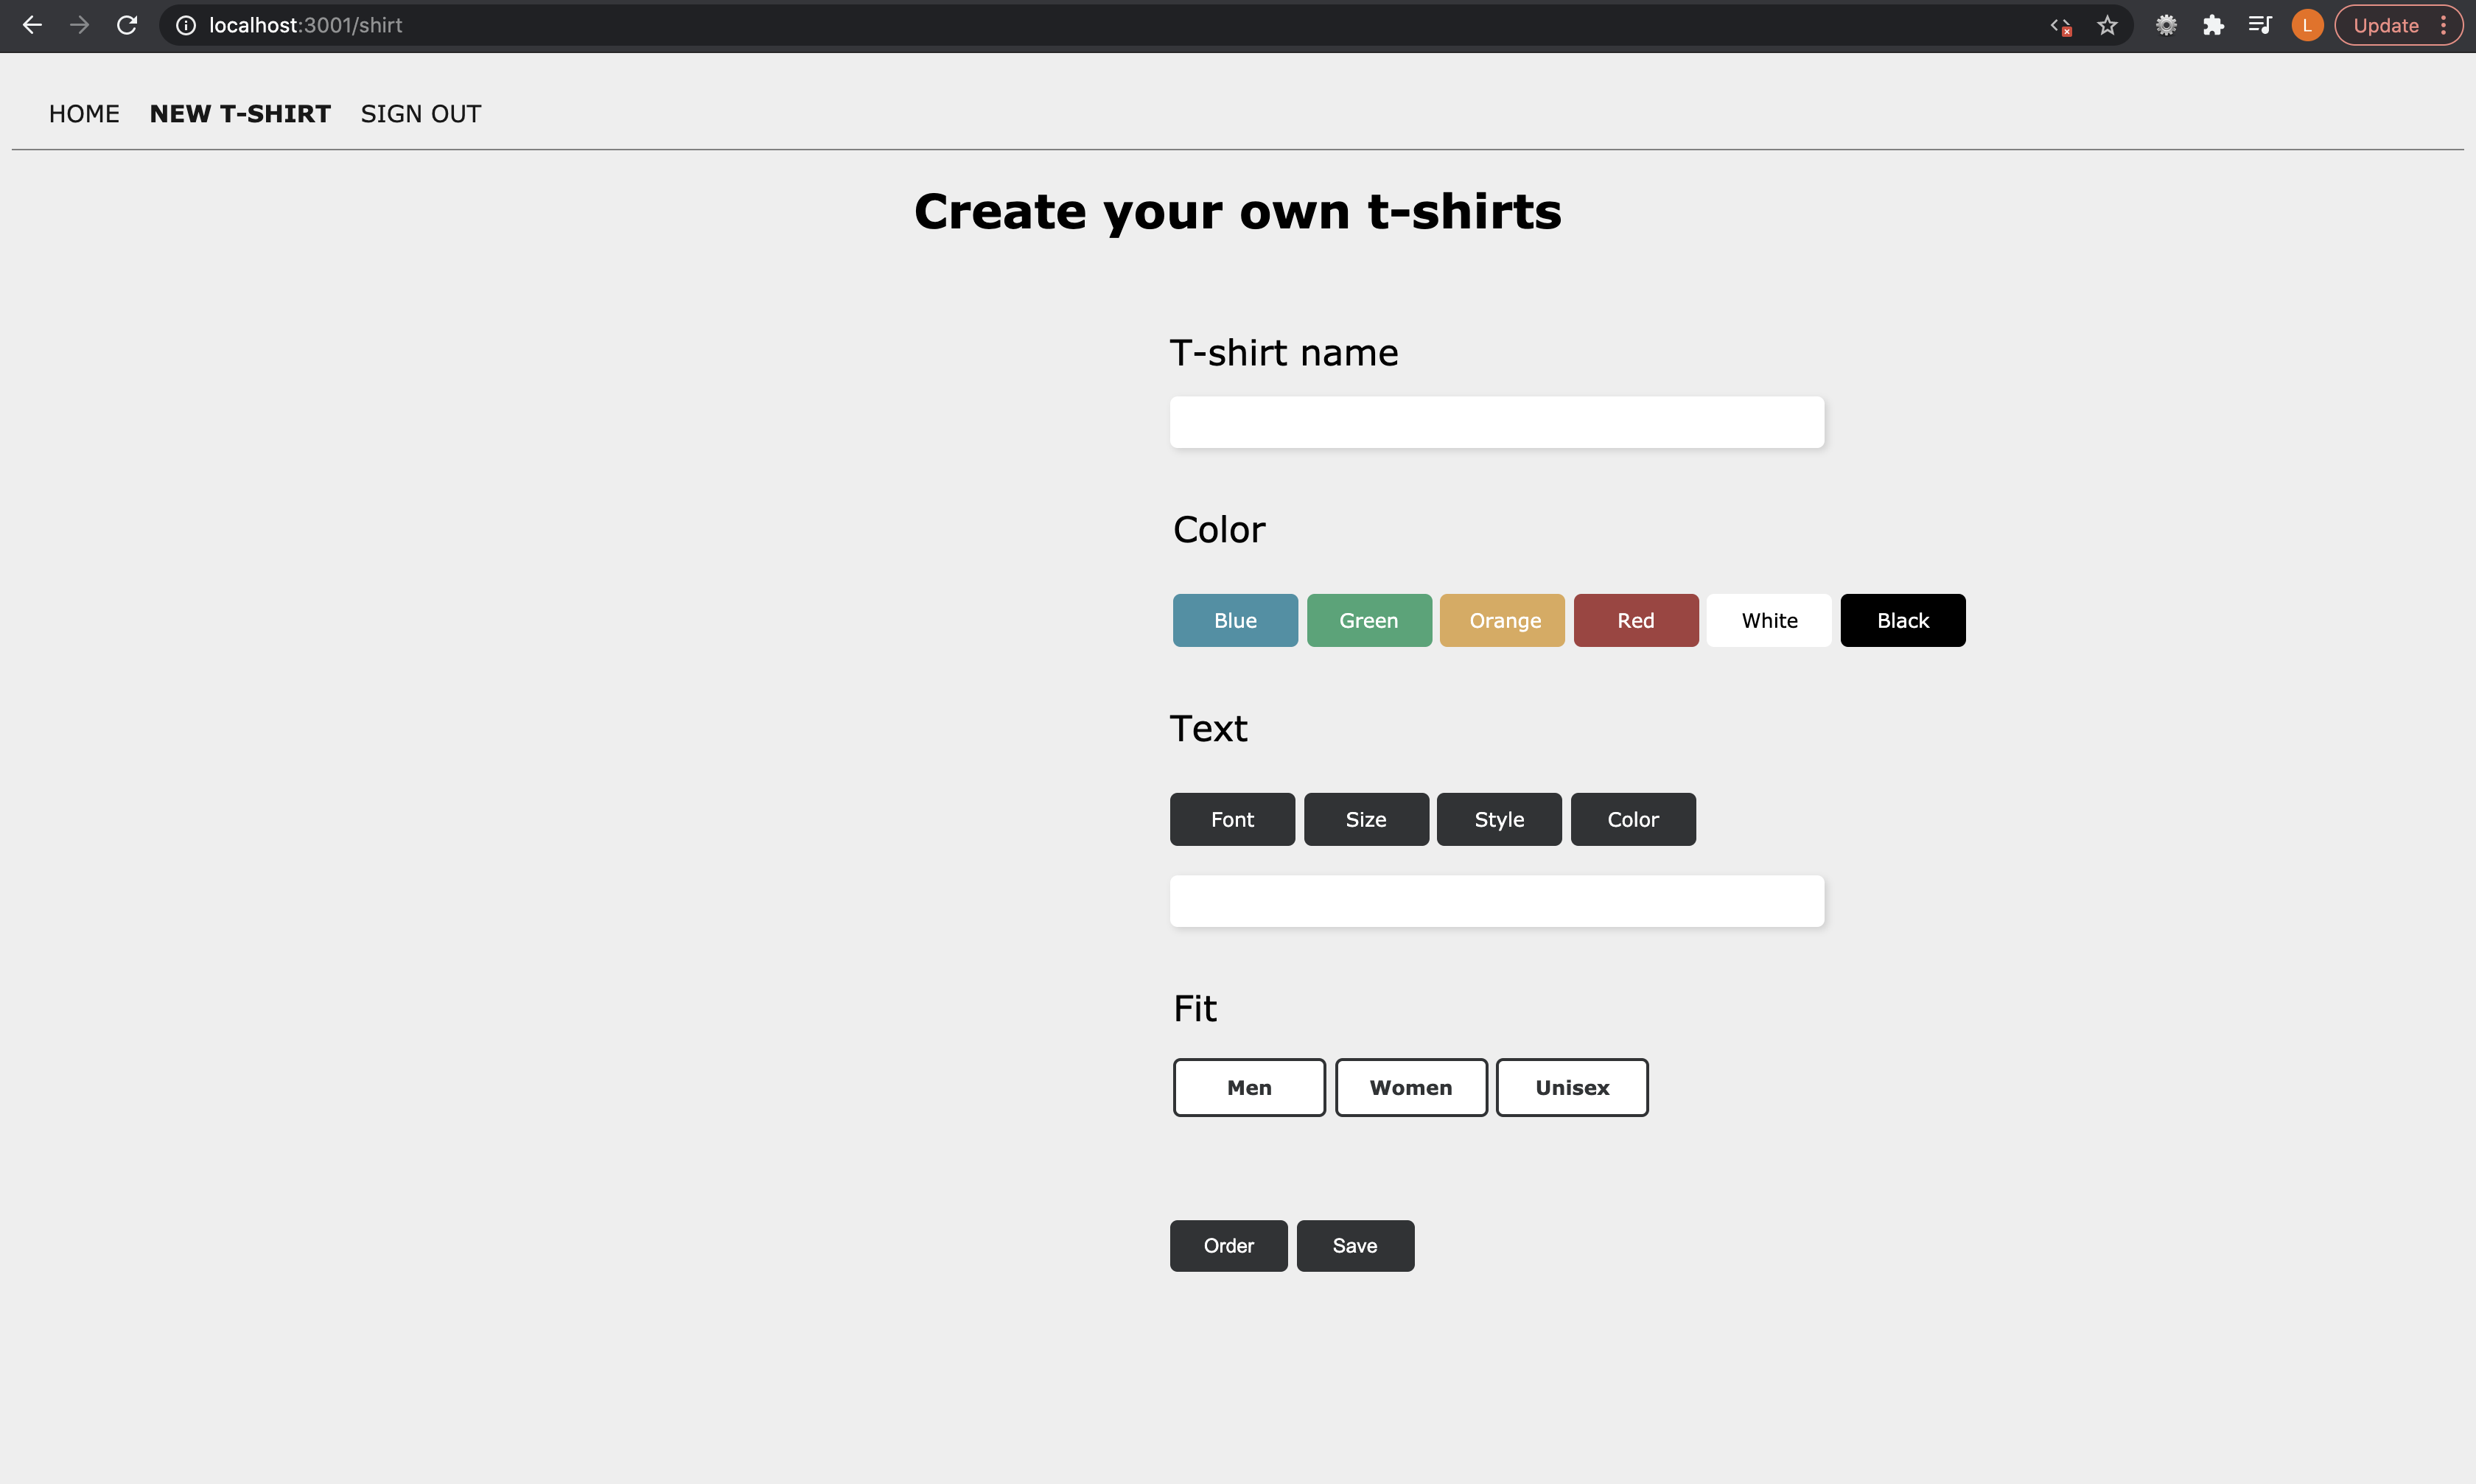 localhost:3001/shirt L Update
HOME NEW T-SHIRT SIGN OUT
Create your own t-shirts
T-shirt name
Color
Blue Green Orange Red White Black
Text
Font Size Style Color
Fit
Men Women Unisex
Order Save